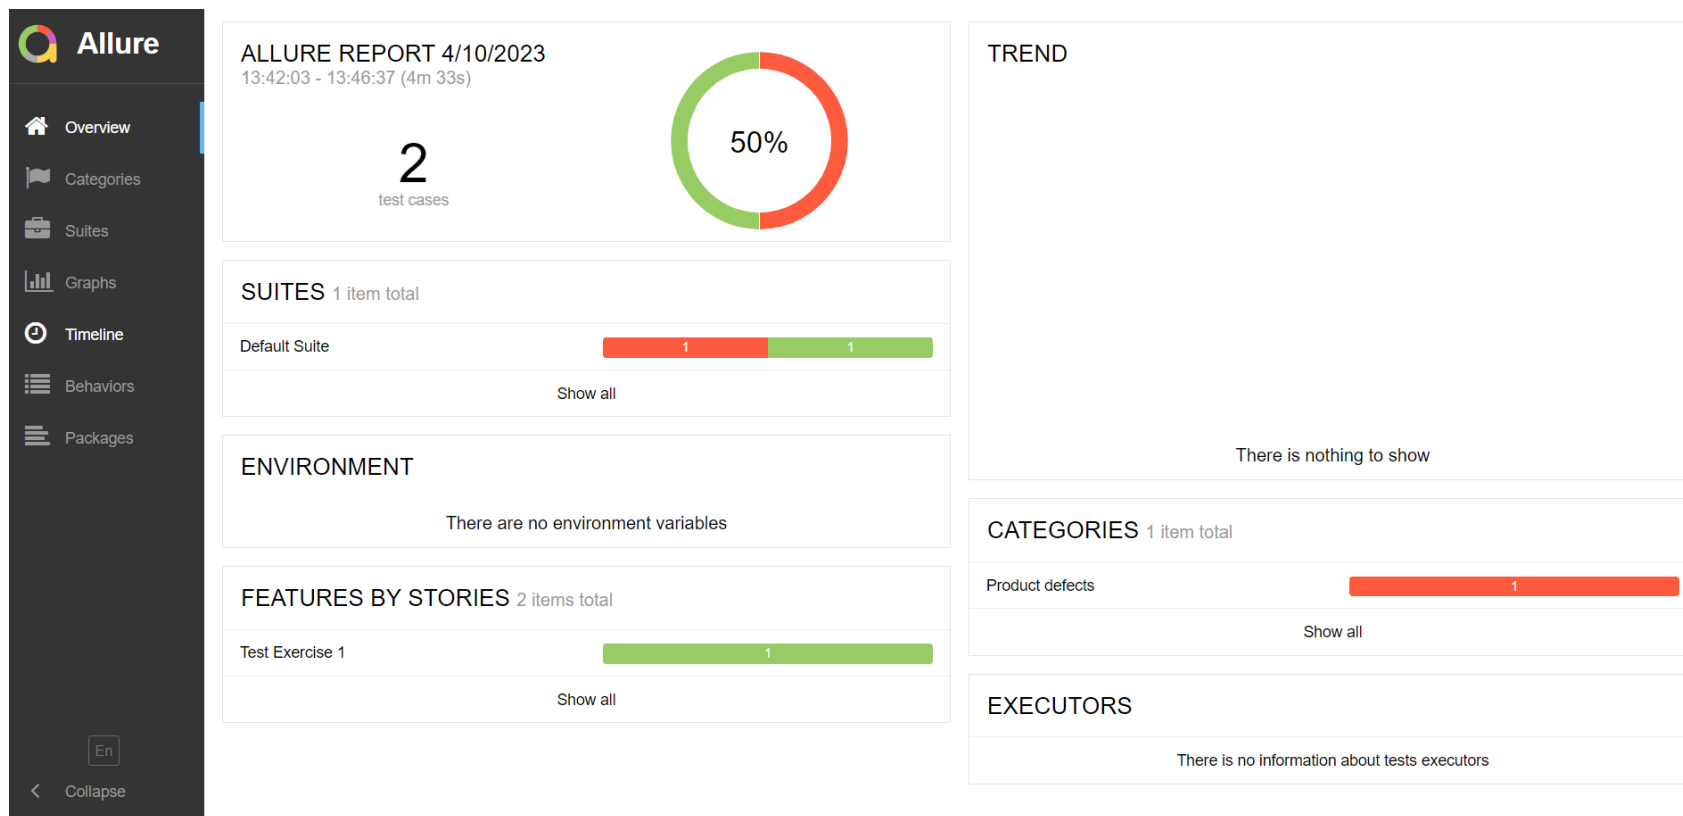 Allure
Overview
Categories
Suites
Graphs
Timeline
Behaviors
Packages
En
Collapse
ALLURE REPORT 4/10/2023
13:42:03 - 13:46:37 (4m 33s)
2
test cases
50%
SUITES 1 item total
Default Suite 1 1
Show all
ENVIRONMENT
There are no environment variables
FEATURES BY STORIES 2 items total
Test Exercise 1 1
Show all
TREND
There is nothing to show
CATEGORIES 1 item total
Product defects 1
Show all
EXECUTORS
There is no information about tests executors